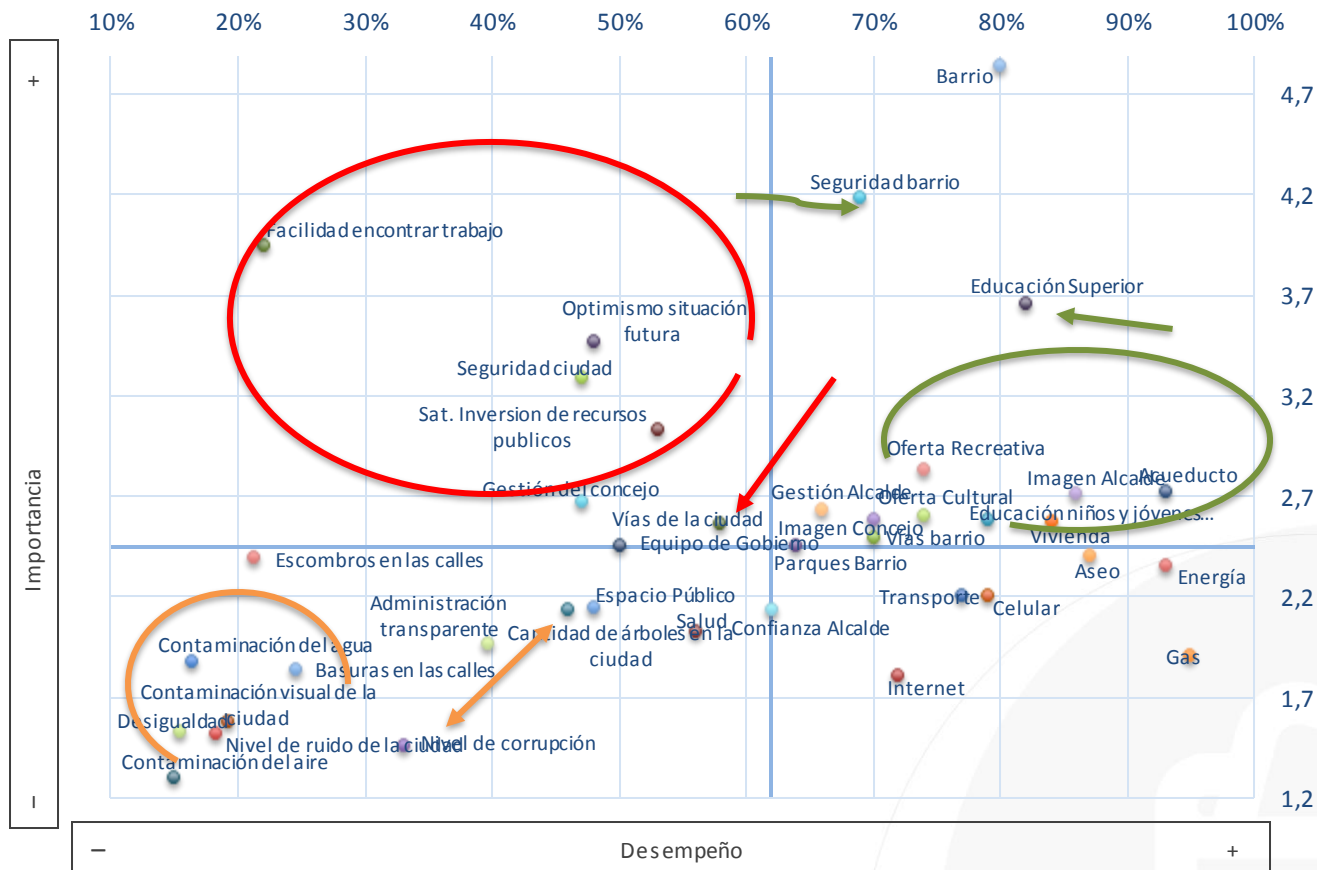 10% 20% 30% 40% 50% 60% 70% 80% 90% 100%
+
Barrio
4,7
Seguridad barrio
4,2
Facilidad encontrar trabajo
Educación Superior
3,7
Optimismo situación
futura
Seguridad ciudad
3,2
Sat. Inversion de recursos
publicos
Oferta Recreativa
Imagen Alcalde
Acueducto
Gestión del concejo
Gestión Alcalde
Oferta Cultural
2,7
Educación niños y jóvenes...
Vías de la ciudad
Imagen Concejo
Vías barrio
Vivienda
Equipo de Gobierno
Importancia
Escombros en las calles
Parques Barrio
Aseo
Energía
Administración
transparente
Espacio Público
Transporte
Celular
2,2
Salud
Confianza Alcalde
Cantidad de árboles en la
ciudad
Contaminación del agua
Basuras en las calles
Gas
Internet
Contaminación visual de la
ciudad
1,7
Desigualdad
Nivel de ruido de la ciudad
Nivel de corrupción
Contaminación del aire
–
1,2
–
Desempeño
+